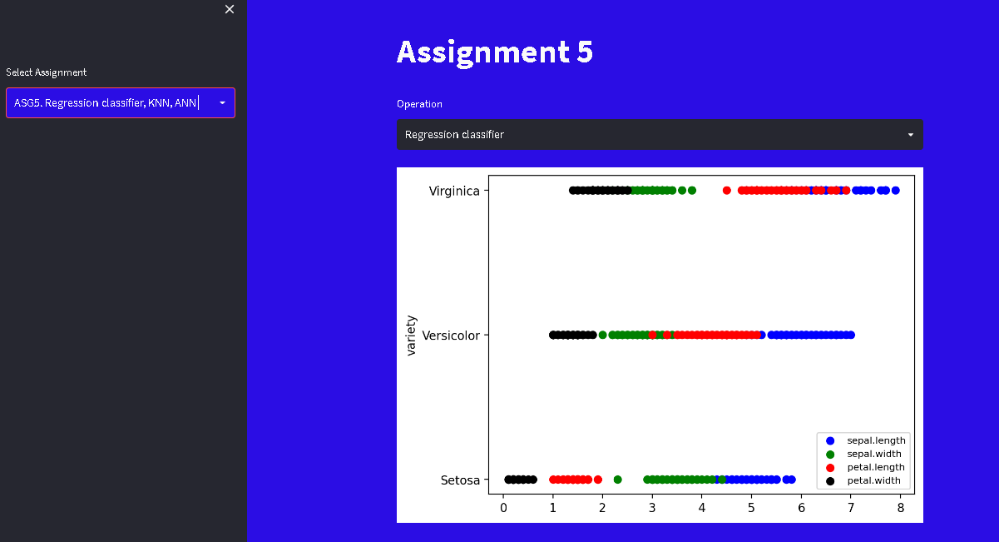 ×
Select Assignment
ASG5. Regression classifier, KNN, ANN
Assignment 5
Operation
Regression classifier
Virginica
Versicolor
Setosa
variety
sepal.length
sepal.width
petal.length
petal.width
0 1 2 3 4 5 6 7 8